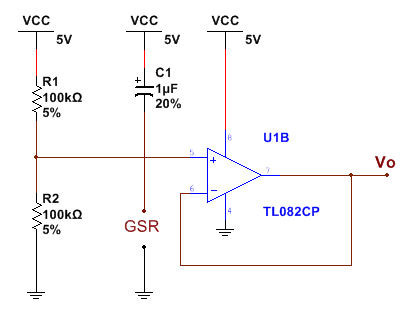 VCC
5V
VCC
5V
VCC
5V
R1
100kΩ
5%
C1
1µF
20%
U1B
8
5
7
6
4
Vo
TL082CP
R2
100kΩ
5%
GSR